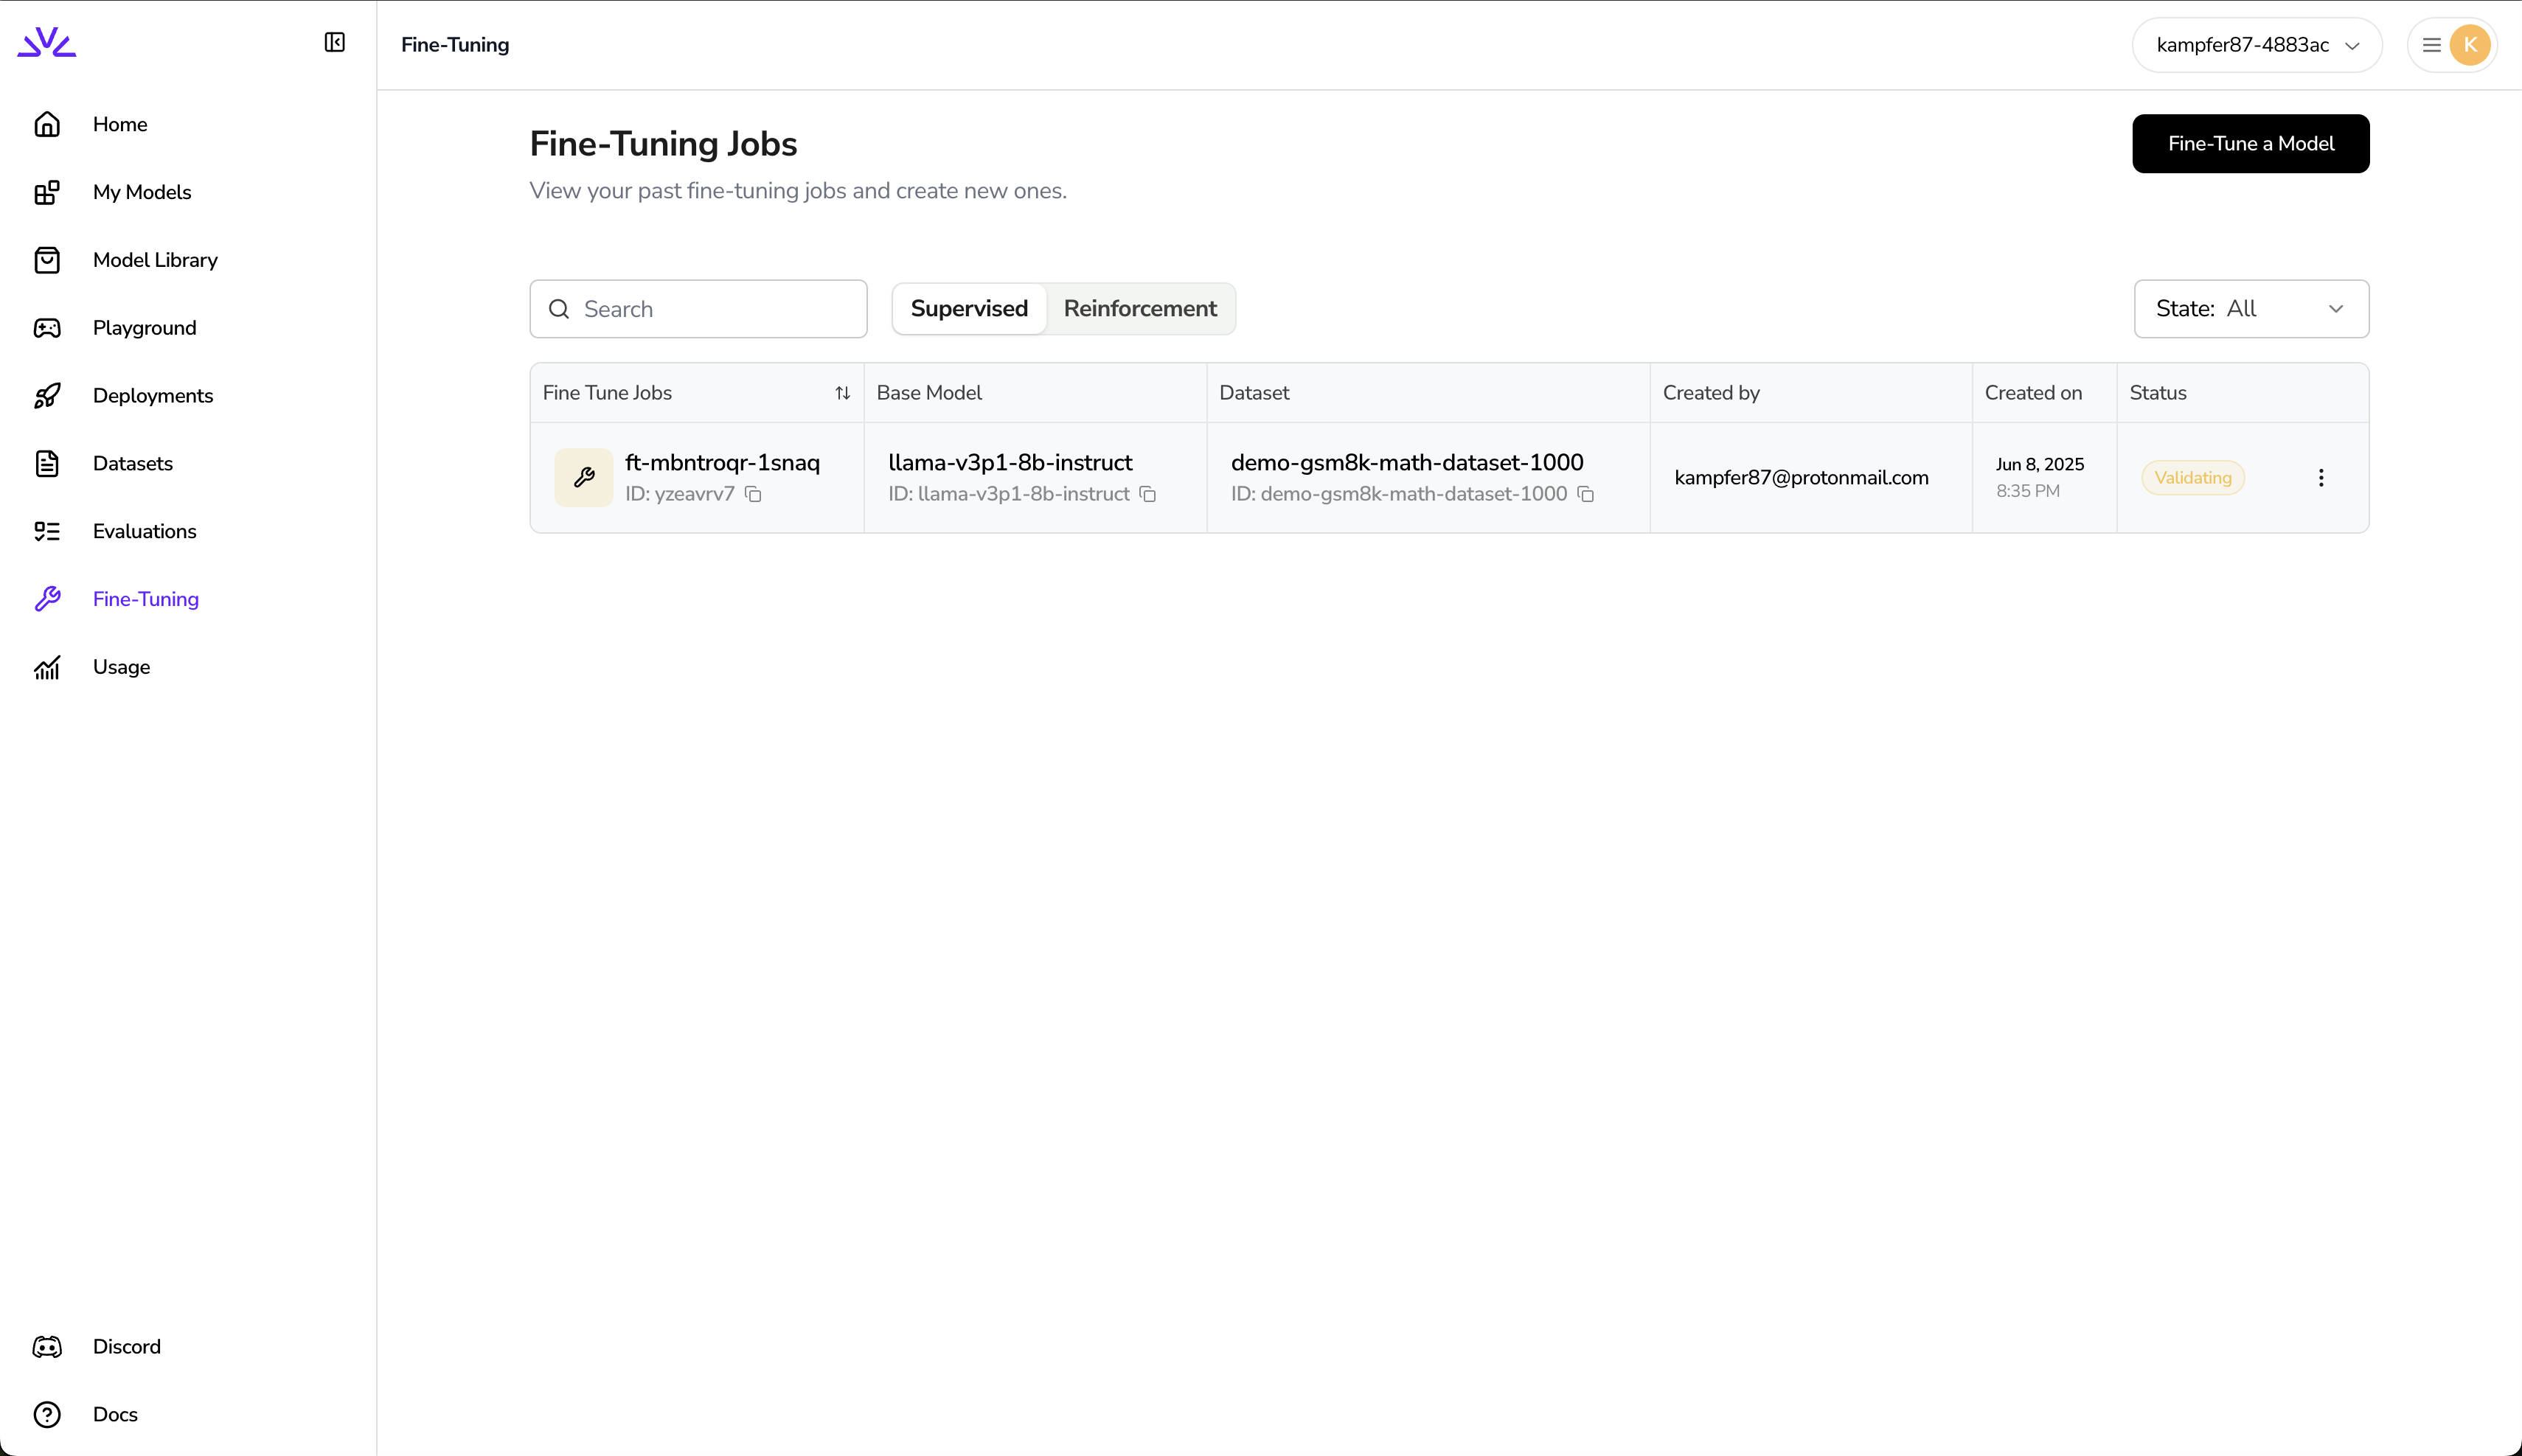 Fine-Tuning
kampfer87-4883ac
K
Home
My Models
Model Library
Playground
Deployments
Datasets
Evaluations
Fine-Tuning
Usage
Discord
Docs
Fine-Tuning Jobs
View your past fine-tuning jobs and create new ones.
Fine-Tune a Model
Search
Supervised
Reinforcement
State: All
Fine Tune Jobs
Base Model
Dataset
Created by
Created on
Status
ft-mbntroqr-1snaq
ID: yzeavrv7
llama-v3p1-8b-instruct
ID: llama-v3p1-8b-instruct
demo-gsm8k-math-dataset-1000
ID: demo-gsm8k-math-dataset-1000
kampfer87@protonmail.com
Jun 8, 2025
8:35 PM
Validating